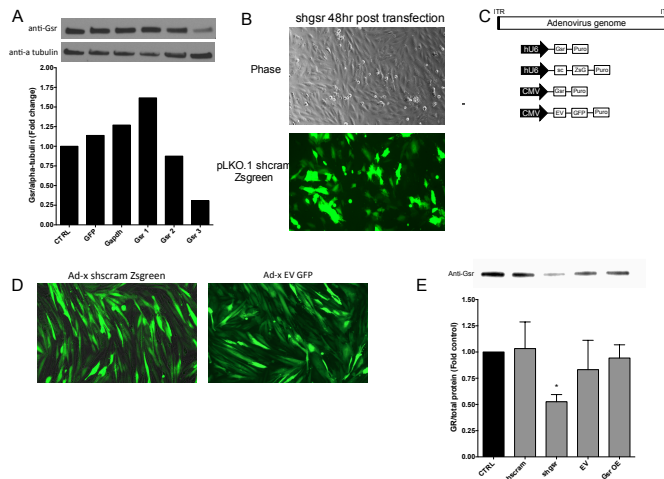 A
anti-Gsr
anti-a tubulin
Gsr/alpha-tubulin (Fold change)
2.00
1.75
1.50
1.25
1.00
0.75
0.50
0.25
0.00
CTRL
GFP
Gapdh
Gsr 1
Gsr 2
Gsr 3
B
shgsr 48hr post transfection
Phase
pLKO.1 shcram
Zsgreen
C
ITR
IT
Adenovirus genome
hU6
Gsr
Puro
hU6
sc
ZsG
Puro
CMV
Gsr
Puro
CMV
EV
GFP
Puro
D
Ad-x shscram Zsgreen
Ad-x EV GFP
E
Anti-Gsr
GR/total protein (Fold control)
1.50
1.25
1.00
0.75
0.50
0.25
0.00
*
CTRL
hscram
shgsr
EV
Gsr OE